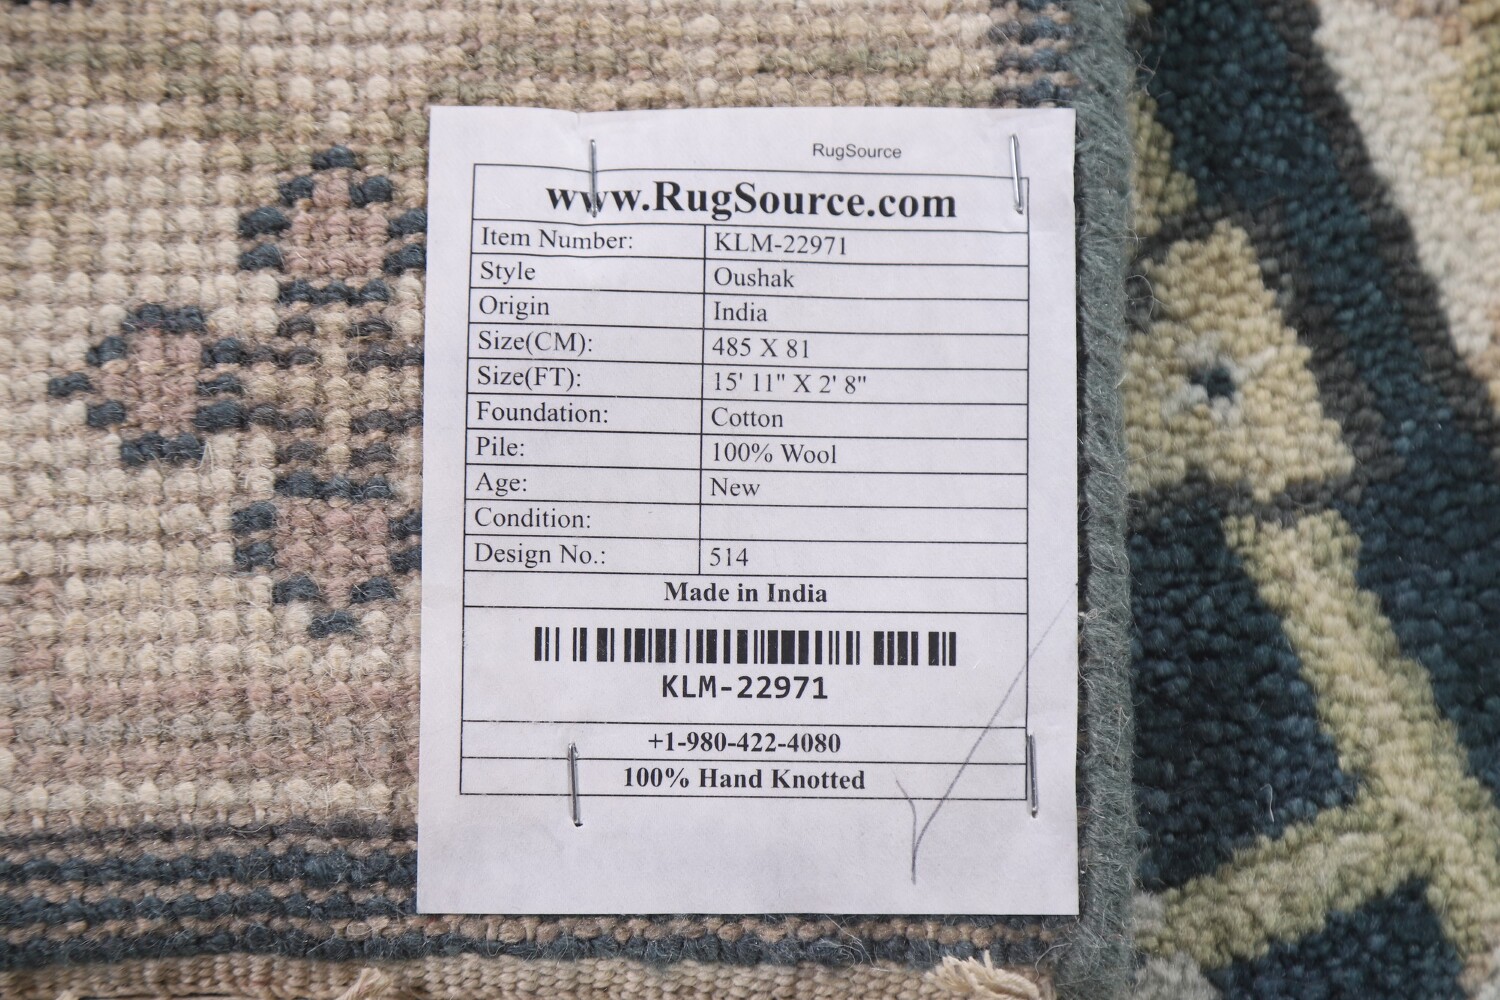 RugSource
www.RugSource.com
Item Number: KLM-22971
Style Oushak
Origin India
Size(CM): 485 X 81
Size(FT): 15' 11" X 2' 8"
Foundation: Cotton
Pile: 100% Wool
Age: New
Condition:
Design No.: 514
Made in India
KLM-22971
+1-980-422-4080
100% Hand Knotted